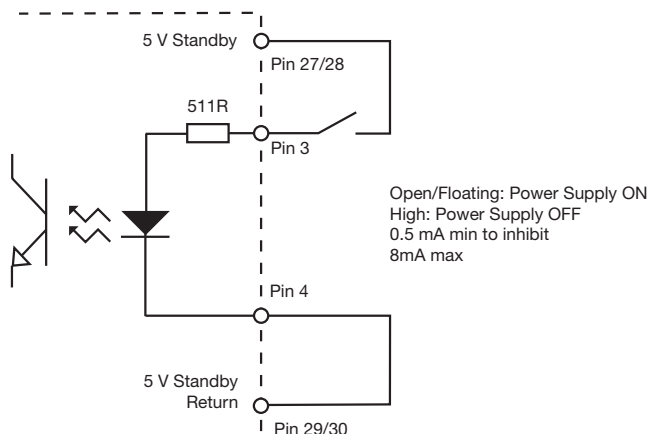 5 V Standby
Pin 27/28
511R
Pin 3
Open/Floating: Power Supply ON
High: Power Supply OFF
0.5 mA min to inhibit
8mA max
Pin 4
5 V Standby
Return
Pin 29/30